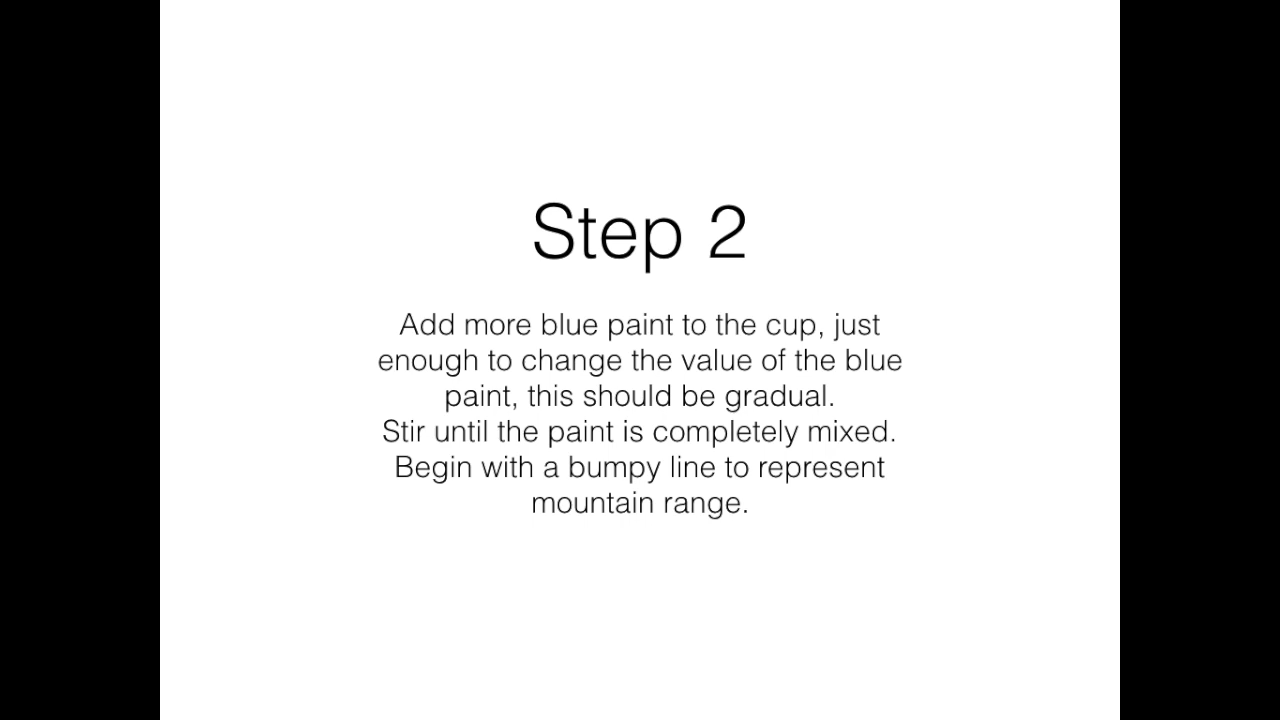 Step 2
Add more blue paint to the cup, just
enough to change the value of the blue
paint, this should be gradual.
Stir until the paint is completely mixed.
Begin with a bumpy line to represent
mountain range.